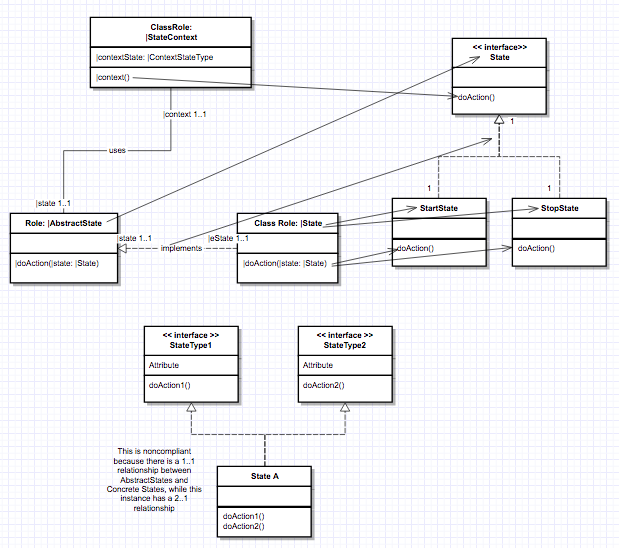 ClassRole:
|StateContext
|contextState: |ContextStateType
|context()
<< interface>>
State
doAction()
|context 1..1
uses
|state 1..1
1
1
1
Role: |AbstractState
|doAction(|state: |State)
|state 1..1
implements
|eState 1..1
Class Role: |State
|doAction(|state: |State)
StartState
doAction()
StopState
doAction()
<< interface >>
StateType1
Attribute
doAction1()
<< interface >>
StateType2
Attribute
doAction2()
This is noncompliant
because there is a 1..1
relationship between
AbstractStates and
Concrete States, while this
instance has a 2..1
relationship
State A
doAction1()
doAction2()